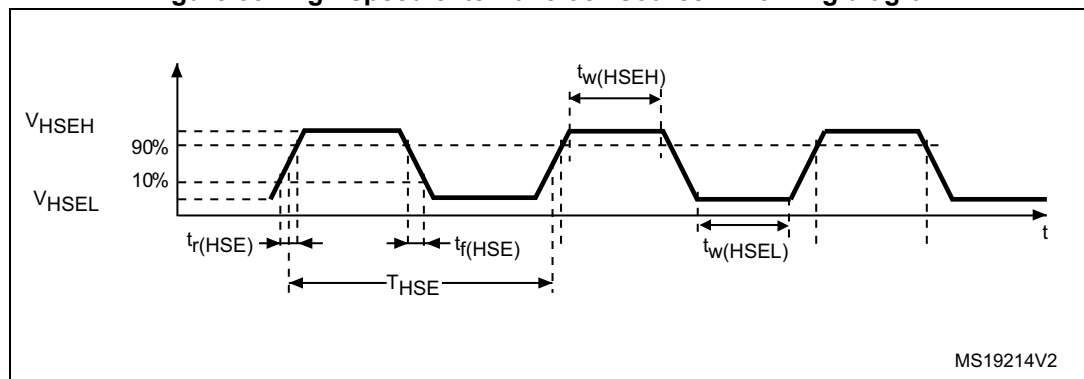 VHSEH
90%
10%
VHSEL
tr(HSE)
tf(HSE)
THSE
tw(HSEH)
tw(HSEL)
t
MS19214V2